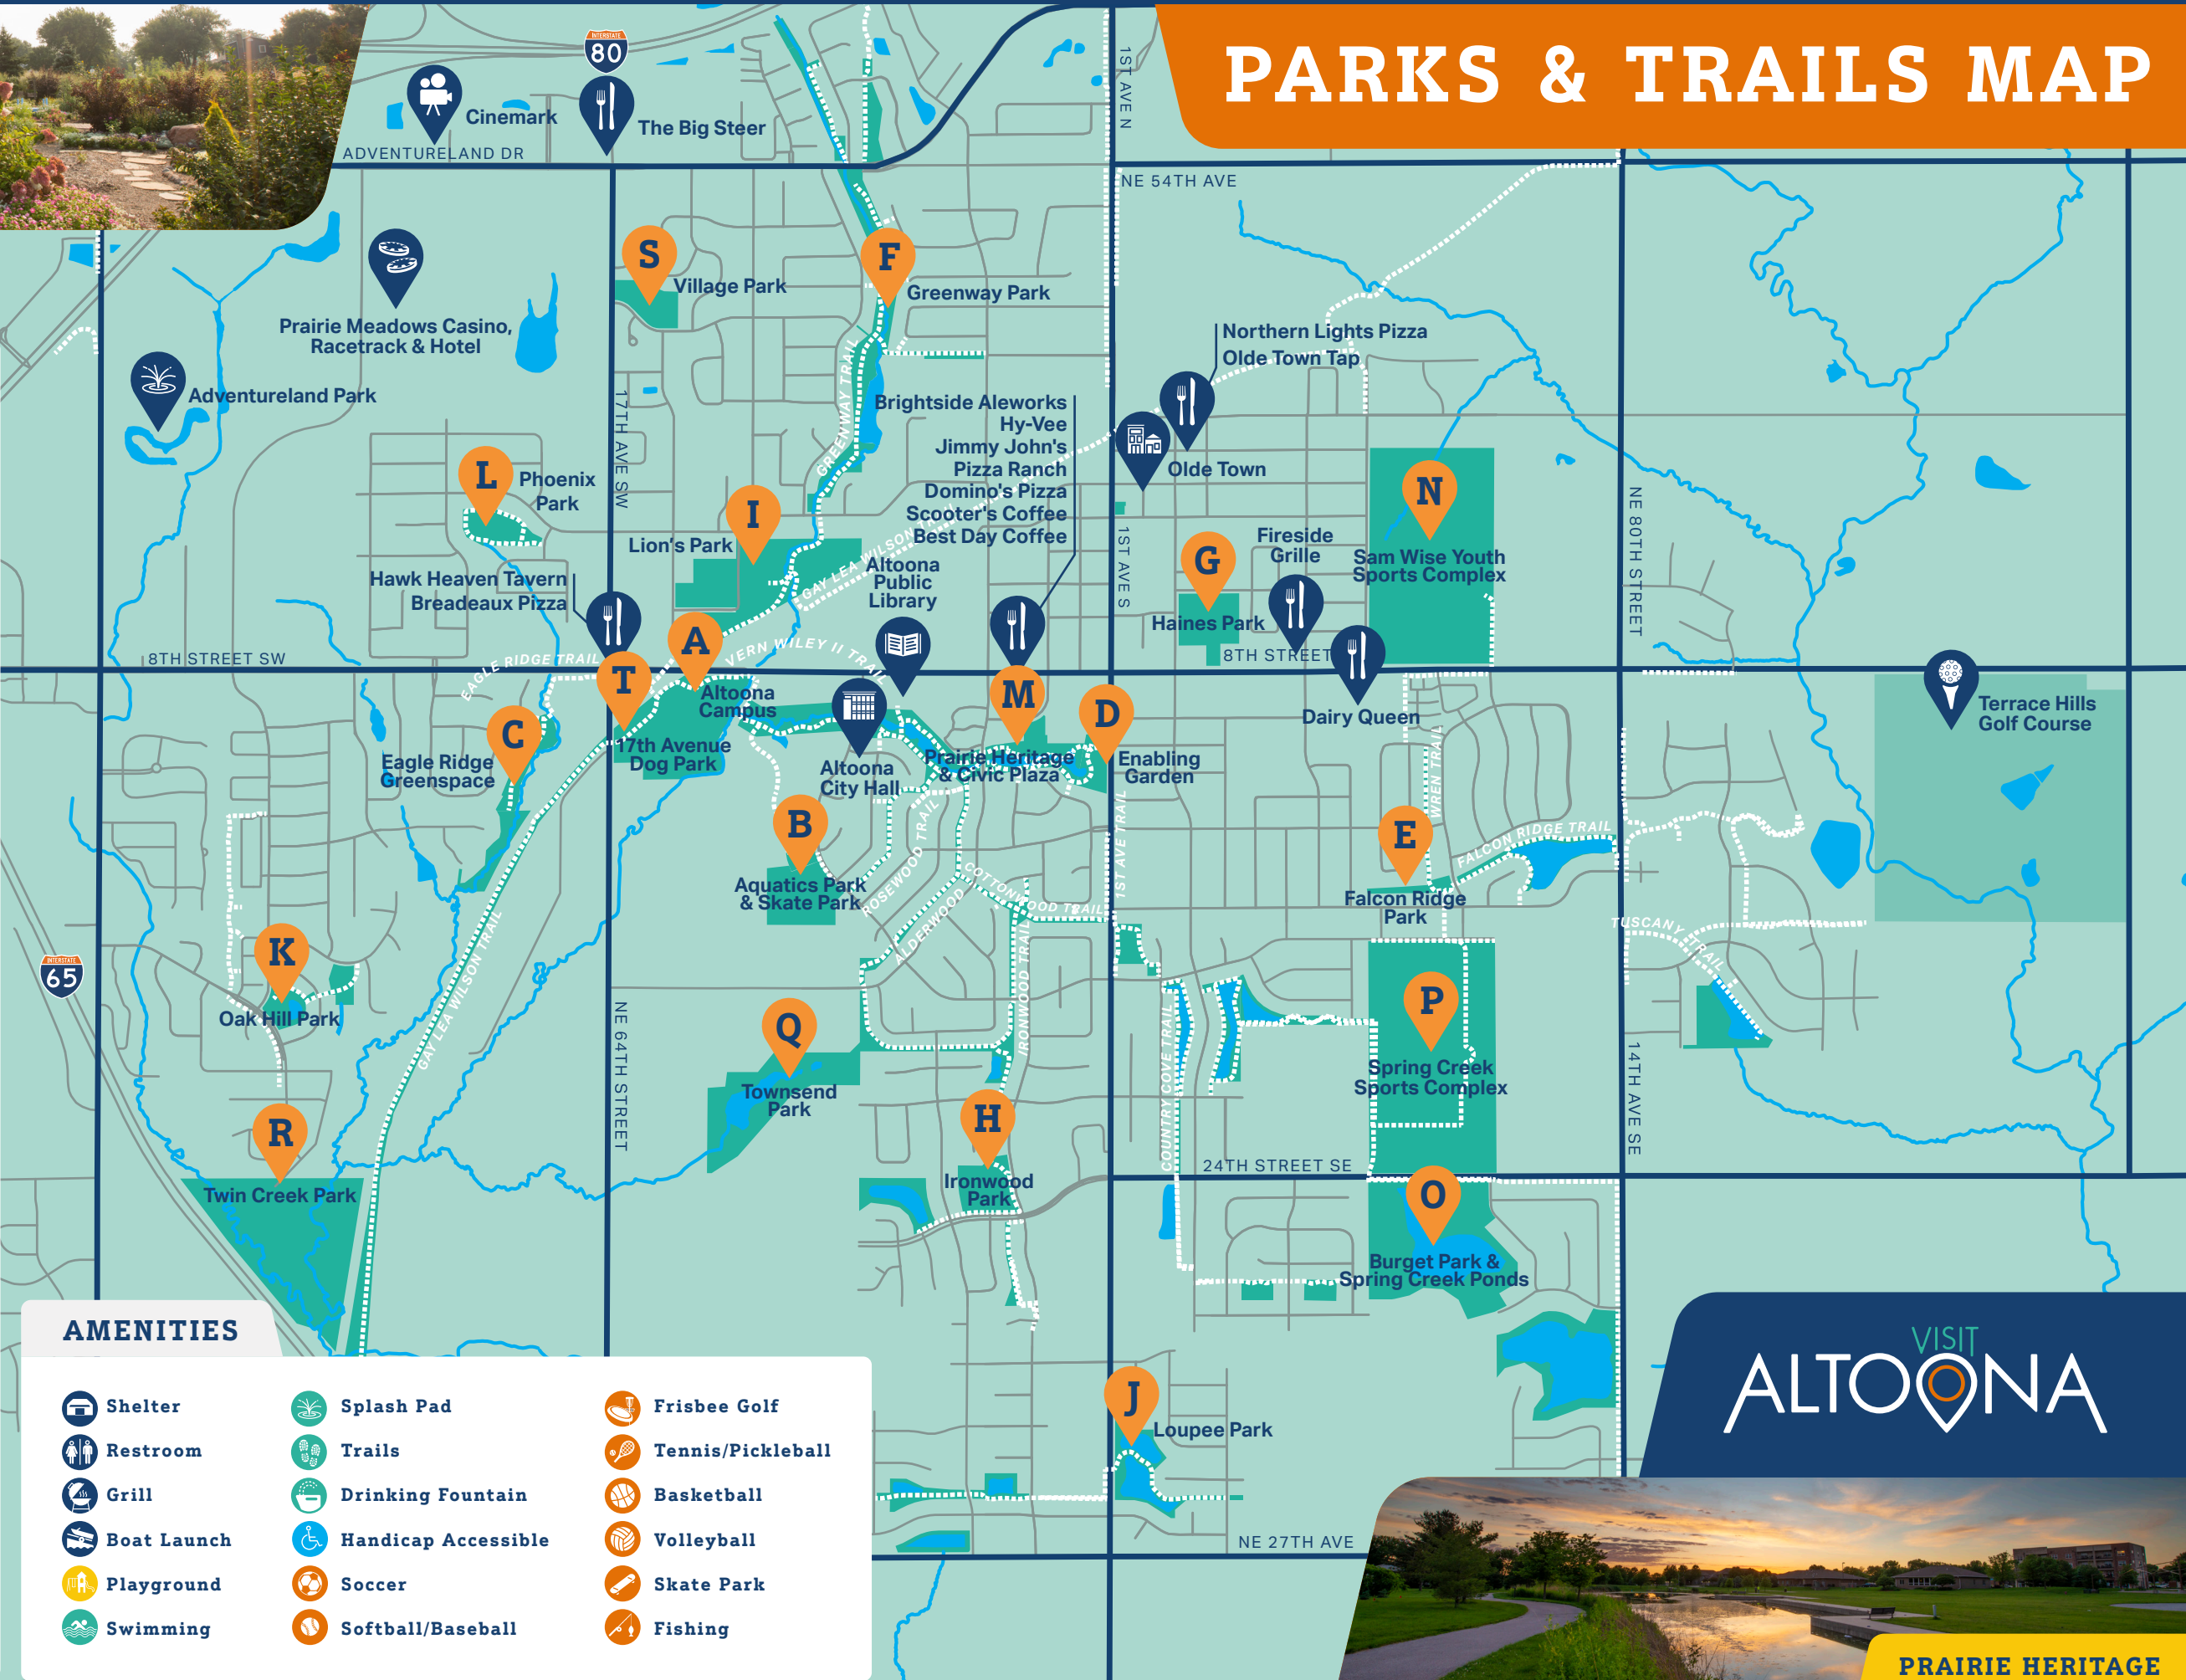 PARKS & TRAILS MAP
INTERSTATE
80
Cinemark
The Big Steer
ADVENTURELAND DR
1ST AVE N
NE 54TH AVE
S
Village Park
F
Greenway Park
Prairie Meadows Casino,
Racetrack & Hotel
Adventureland Park
Northern Lights Pizza
Olde Town Tap
17TH AVE SW
GREENWAY TRAIL
Brightside Aleworks
Hy-Vee
Jimmy John's
Pizza Ranch
Domino's Pizza
Scooter's Coffee
Best Day Coffee
Olde Town
L
Phoenix
Park
I
Lion's Park
GAY LEA WILSON TRAIL
1ST AVE S
N
Sam Wise Youth
Sports Complex
NE 80TH STREET
G
Haines Park
Fireside
Grille
Hawk Heaven Tavern
Breadeaux Pizza
Altoona
Public
Library
8TH STREET SW
EAGLE RIDGE TRAIL
VERN WILEY II TRAIL
8TH STREET
T
17th Avenue
Dog Park
A
Altoona
Campus
M
Prairie Heritage
& Civic Plaza
D
Enabling
Garden
Dairy Queen
Terrace Hills
Golf Course
C
Eagle Ridge
Greenspace
Altoona
City Hall
B
Aquatics Park
& Skate Park
ROSEWOOD TRAIL
ALDERWOOD
COTTONWOOD TRAIL
1ST AVE TRAIL
WREN TRAIL
E
Falcon Ridge
Park
FALCON RIDGE TRAIL
TUSCANY TRAIL
INTERSTATE
65
K
Oak Hill Park
GAY LEA WILSON TRAIL
NE 64TH STREET
Q
Townsend
Park
IRONWOOD TRAIL
COUNTRY COVE TRAIL
P
Spring Creek
Sports Complex
14TH AVE SE
R
Twin Creek Park
H
Ironwood
Park
24TH STREET SE
O
Burget Park &
Spring Creek Ponds
J
Loupee Park
NE 27TH AVE
AMENITIES
Shelter
Restroom
Grill
Boat Launch
Playground
Swimming
Splash Pad
Trails
Drinking Fountain
Handicap Accessible
Soccer
Softball/Baseball
Frisbee Golf
Tennis/Pickleball
Basketball
Volleyball
Skate Park
Fishing
VISIT
ALTOONA
PRAIRIE HERITAGE